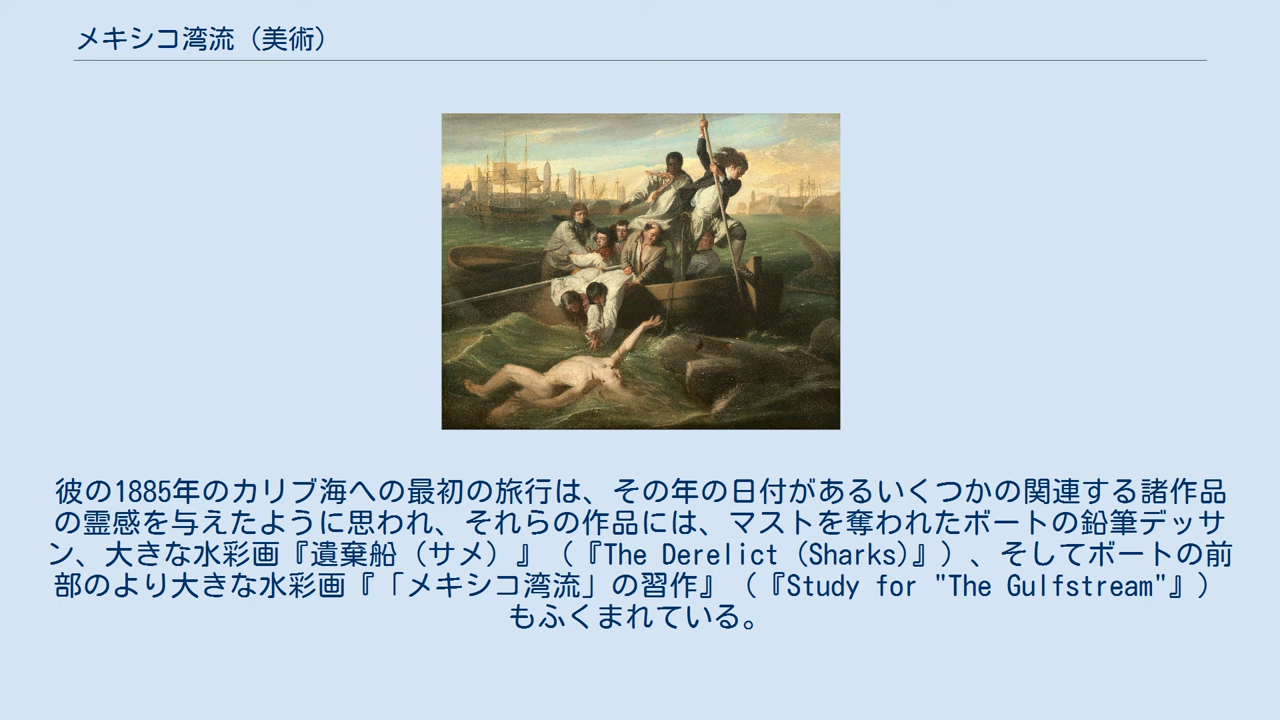 メキシコ湾流（美術）
彼の1885年のカリブ海への最初の旅行は、その年の日付があるいくつかの関連する諸作品
の霊感を与えたように思われ、それらの作品には、マストを奪われたボートの鉛筆デッサ
ン、大きな水彩画『遺棄船（サメ）』（『The Derelict (Sharks)』）、そしてボートの前
部のより大きな水彩画『「メキシコ湾流」の習作』（『Study for "The Gulfstream"』）
もふくまれている。